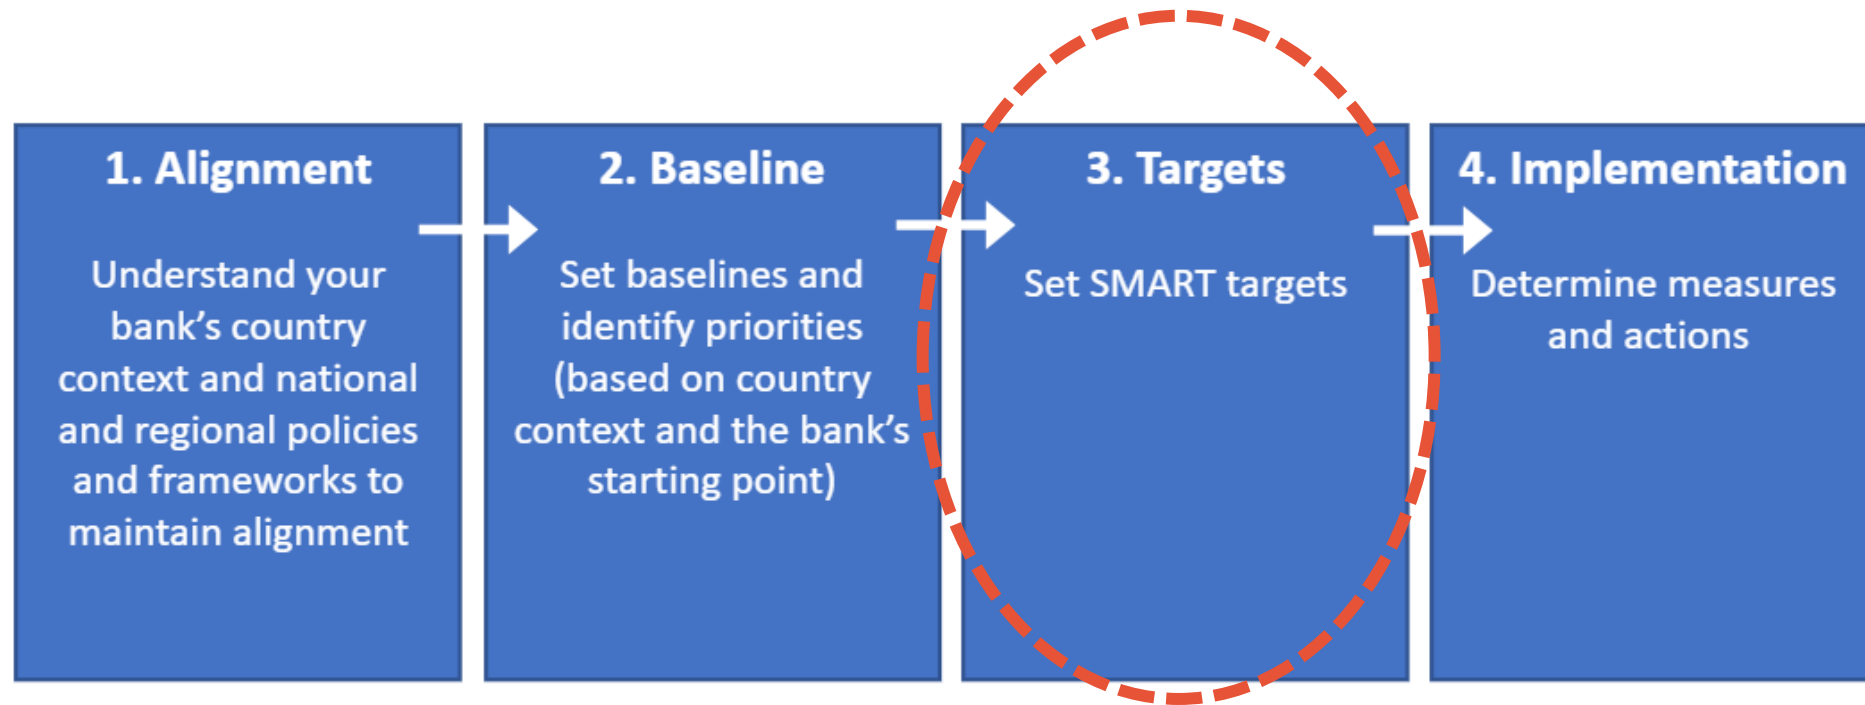 1. Alignment
Understand your
bank's country
context and national
and regional policies
and frameworks to
maintain alignment
2. Baseline
Set baselines and
identify priorities
(based on country
context and the bank's
starting point)
3. Targets
Set SMART targets
4. Implementation
Determine measures
and actions